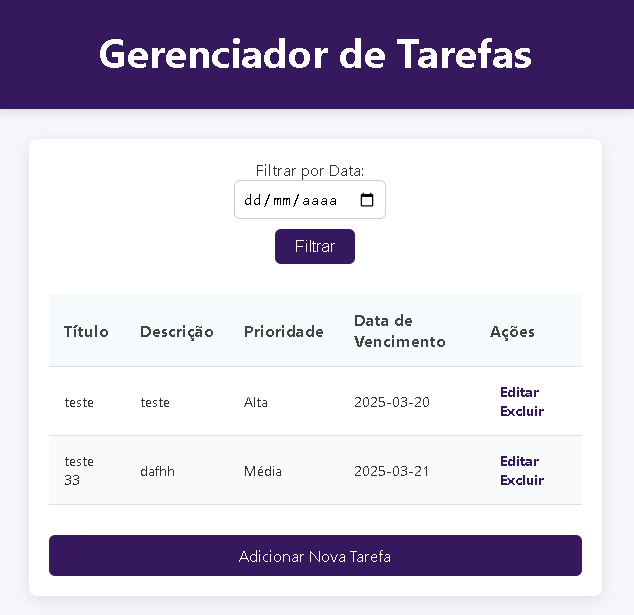 Gerenciador de Tarefas
Filtrar por Data:
dd/mm/aaaa
Filtrar
Título Descrição Prioridade Data de Vencimento Ações
teste teste Alta 2025-03-20 Editar Excluir
teste 33 dafhh Média 2025-03-21 Editar Excluir
Adicionar Nova Tarefa